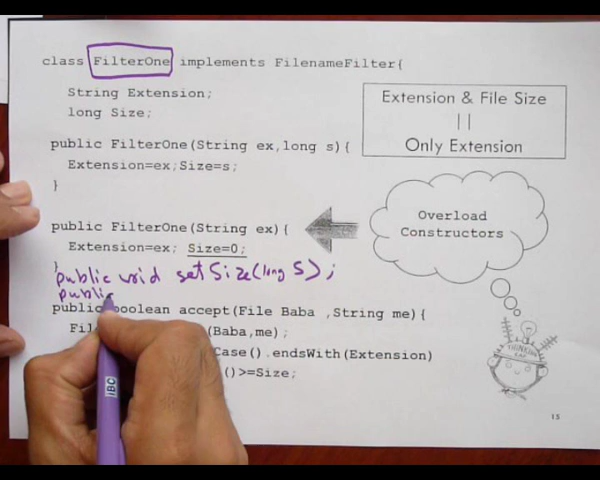 class FilterOne implements FilenameFilter{
String Extension;
long Size;
Extension & File Size
||
Only Extension
public FilterOne(String ex,long s){
Extension=ex;Size=s;
}
Overload
Constructors
public FilterOne(String ex){
Extension=ex; Size=0;
}
public void setSize(long S);
public
public boolean accept(File Baba ,String me){
(Baba,me);
Case().endsWith(Extension)
()>=Size;
THINKING
CAP
15
IBC